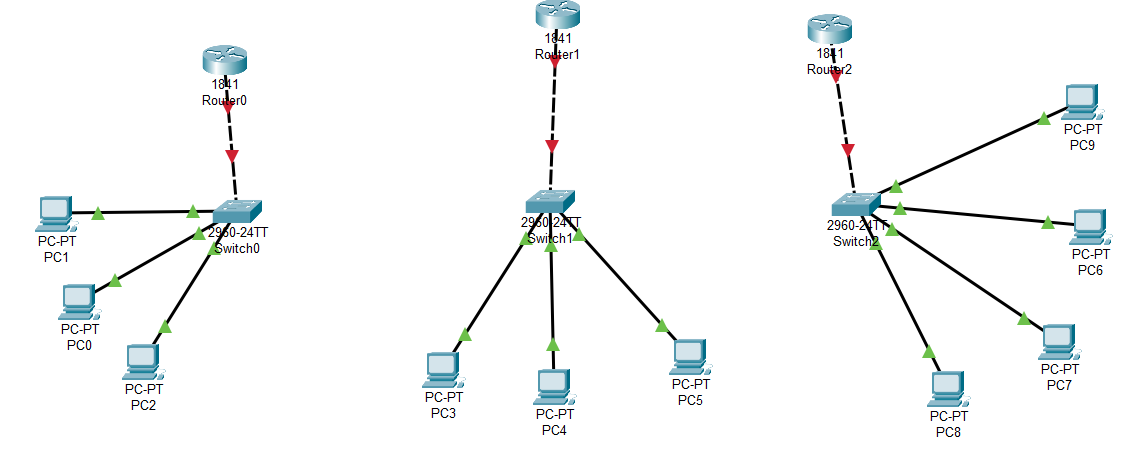 1841
Router0
2960-24TT
Switch0
PC-PT
PC1
PC-PT
PC0
PC-PT
PC2
1841
Router1
2960-24TT
Switch1
PC-PT
PC3
PC-PT
PC4
PC-PT
PC5
1841
Router2
2960-24TT
Switch2
PC-PT
PC9
PC-PT
PC6
PC-PT
PC7
PC-PT
PC8